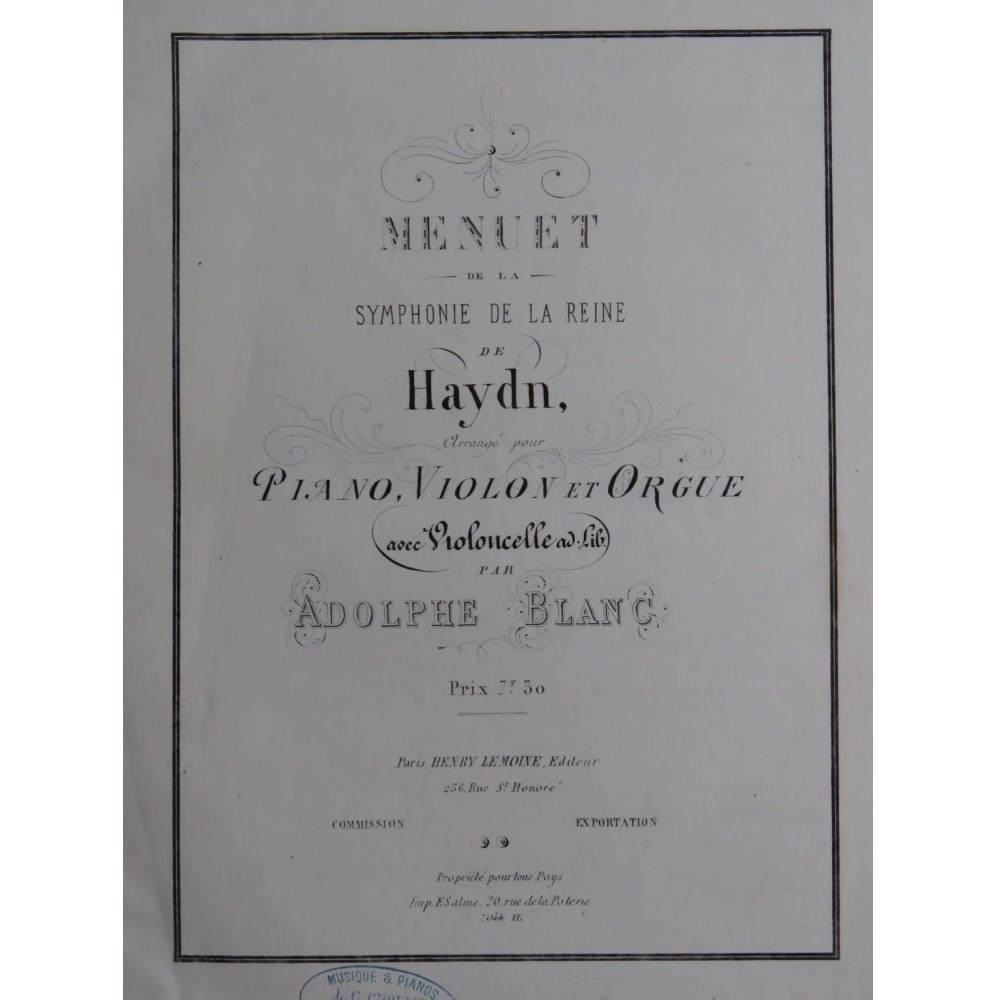 MENUET
DE LA
SYMPHONIE DE LA REINE
DE
Haydn,
Arrangé pour
PIANO, VIOLON ET ORGUE
(avec Violoncelle ad-Lib.)
PAR
ADOLPHE BLANC.
Prix 7f 50
Paris, HENRY LEMOINE, Editeur
256, Rue St Honoré
COMMISSION EXPORTATION
Propriété pour tous Pays
Imp. E. Salme. 20. rue de la Poterie
7044 H.
MUSIQUE & PIANOS